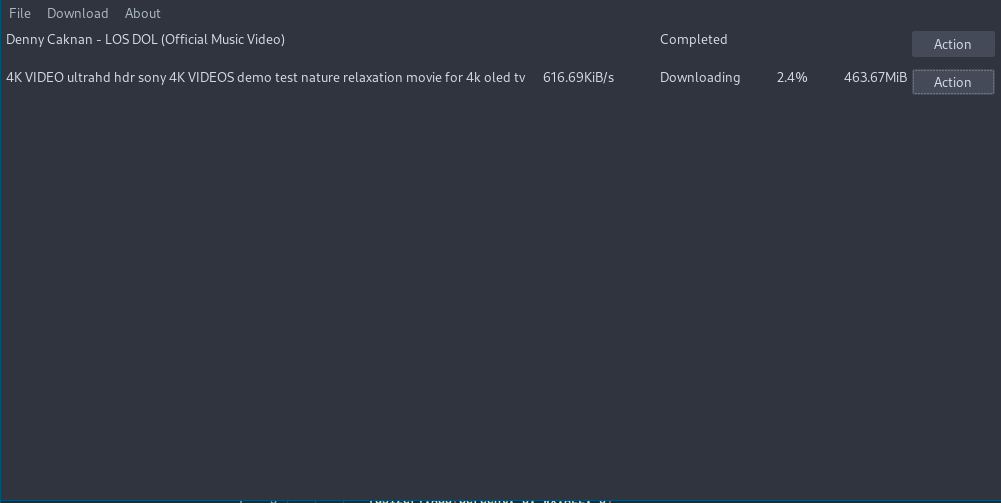 File Download About
Denny Caknan - LOS DOL (Official Music Video) Completed Action
4K VIDEO ultrahd hdr sony 4K VIDEOS demo test nature relaxation movie for 4k oled tv 616.69KiB/s Downloading 2.4% 463.67MiB Action